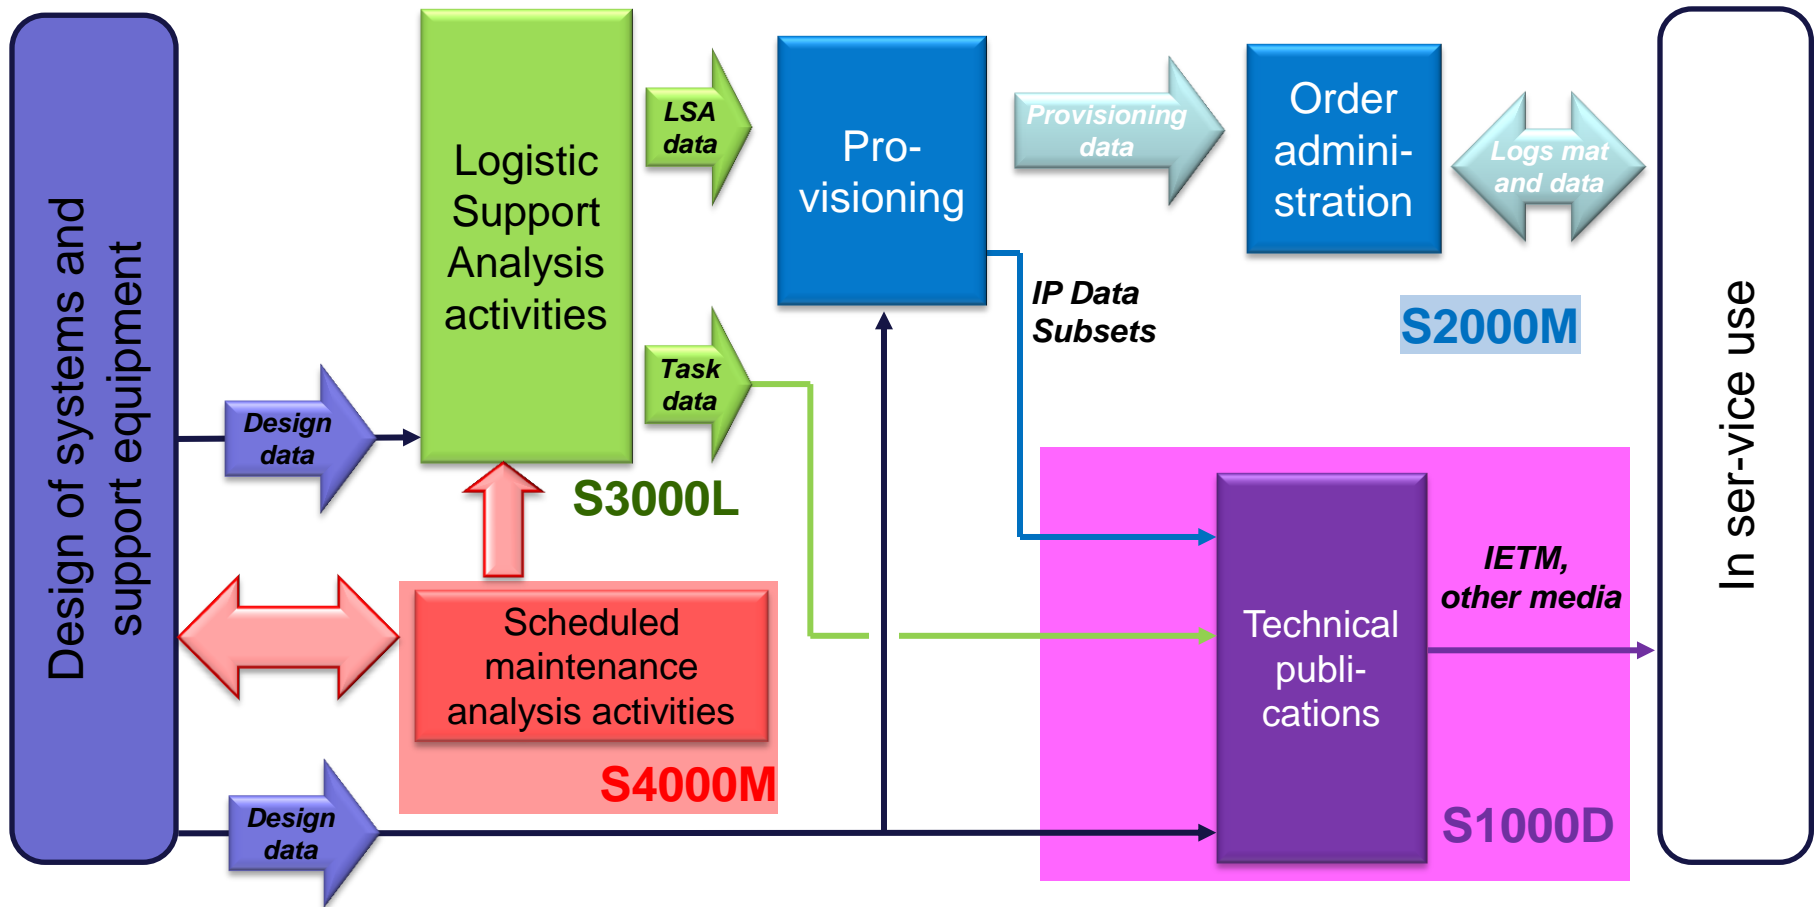 Design of systems and
support equipment
Design
data
Design
data
Logistic
Support
Analysis
activities
S3000L
Scheduled
maintenance
analysis activities
S4000M
LSA
data
Task
data
Pro-
visioning
IP Data
Subsets
Provisioning
data
Order
admini-
stration
Logs mat
and data
S2000M
Technical
publi-
cations
IETM,
other media
S1000D
In ser-vice use